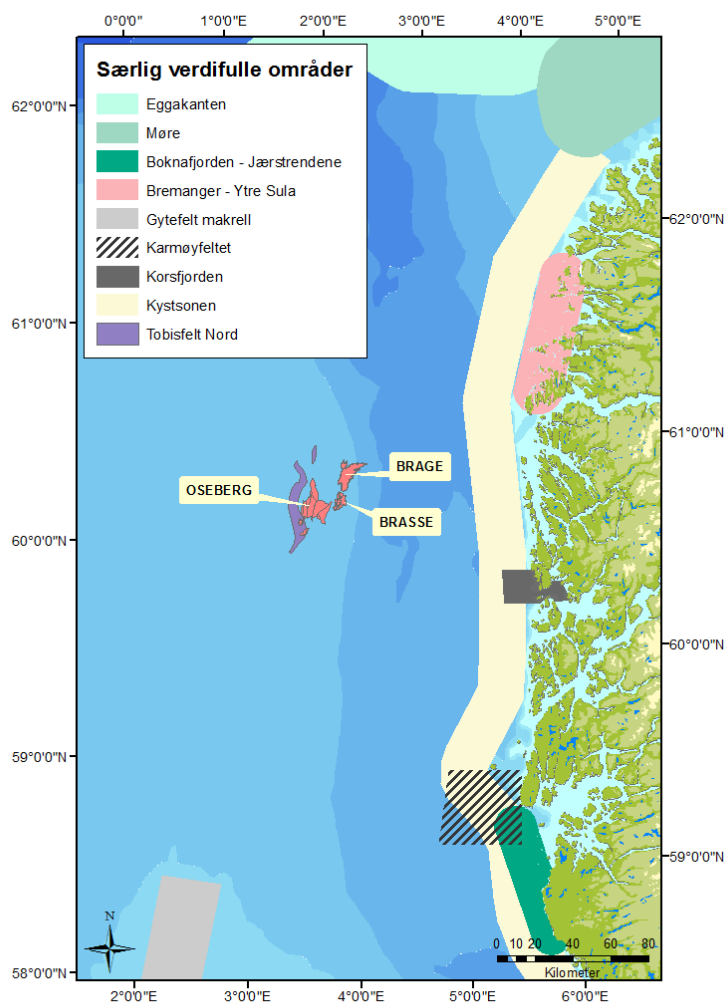 0°0'0" 1°0'0"E 2°0'0"E 3°0'0"E 4°0'0"E 5°0'0"E
Særlig verdifulle områder
Eggakanten
Møre
Boknafjorden - Jærstrendene
Bremanger - Ytre Sula
Gytefelt makrell
Karmøyfeltet
Korsfjorden
Kystsonen
Tobisfelt Nord
62°0'0"N
62°0'0"N
61°0'0"N
61°0'0"N
BRAGE
OSEBERG
BRASSE
60°0'0"N
60°0'0"N
59°0'0"N
59°0'0"N
N
0 10 20 40 60 80
Kilometer
58°0'0"N
2°0'0"E 3°0'0"E 4°0'0"E 5°0'0"E 6°0'0"E